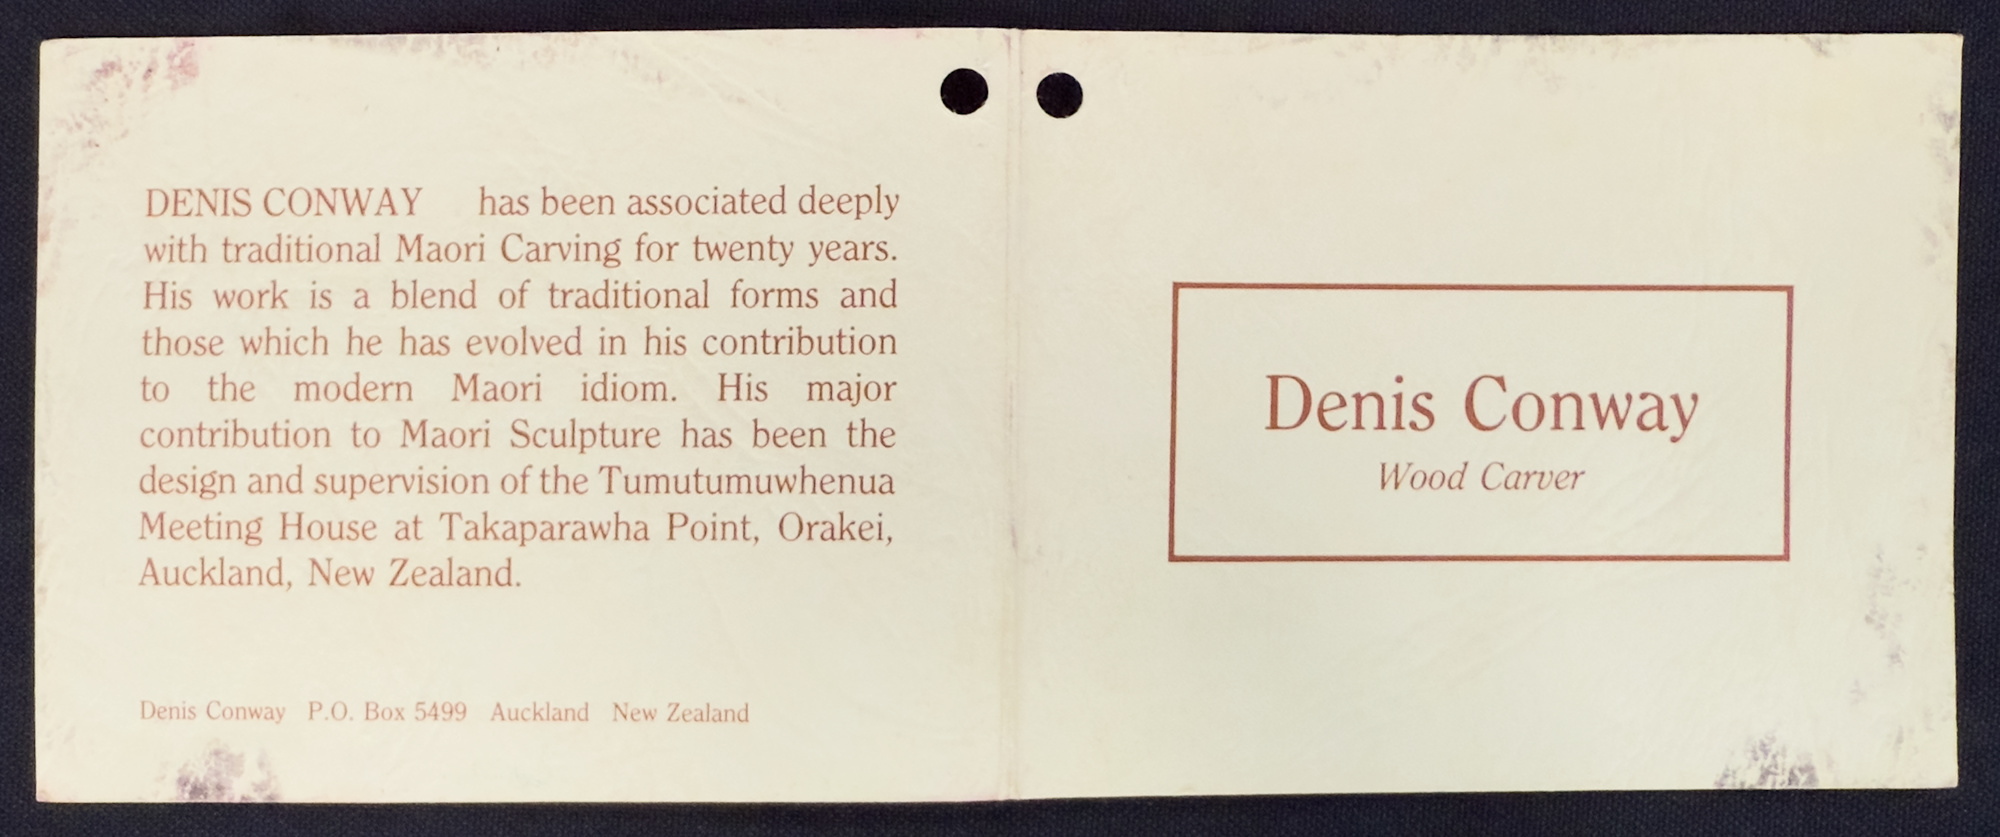 DENIS CONWAY has been associated deeply
with traditional Maori Carving for twenty years.
His work is a blend of traditional forms and
those which he has evolved in his contribution
to the modern Maori idiom. His major
contribution to Maori Sculpture has been the
design and supervision of the Tumutumuwhenua
Meeting House at Takaparawha Point, Orakei,
Auckland, New Zealand.
Denis Conway P.O. Box 5499 Auckland New Zealand
Denis Conway
Wood Carver